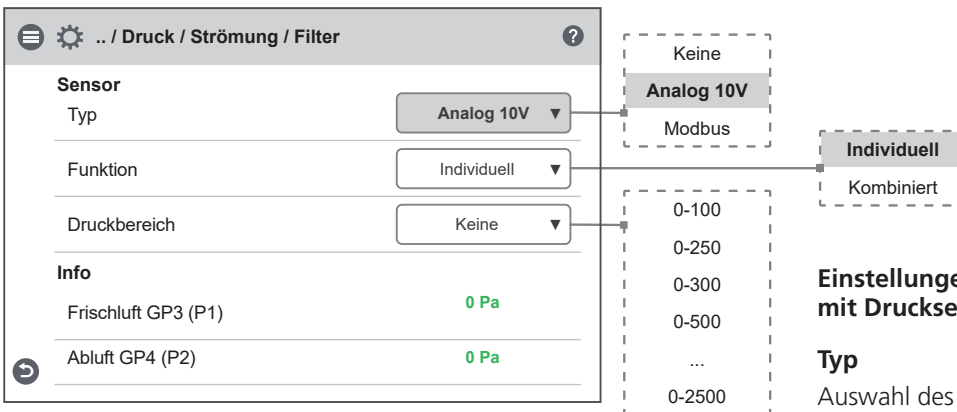 .. / Druck / Strömung / Filter ?
Sensor
Typ Analog 10V ▼
Funktion Individuell ▼
Druckbereich Keine ▼
Info
Frischluft GP3 (P1) 0 Pa
Abluft GP4 (P2) 0 Pa
Keine
Analog 10V
Modbus
Individuell
Kombiniert
0-100
0-250
0-300
0-500
...
0-2500
mit
Typ
Auswahl des